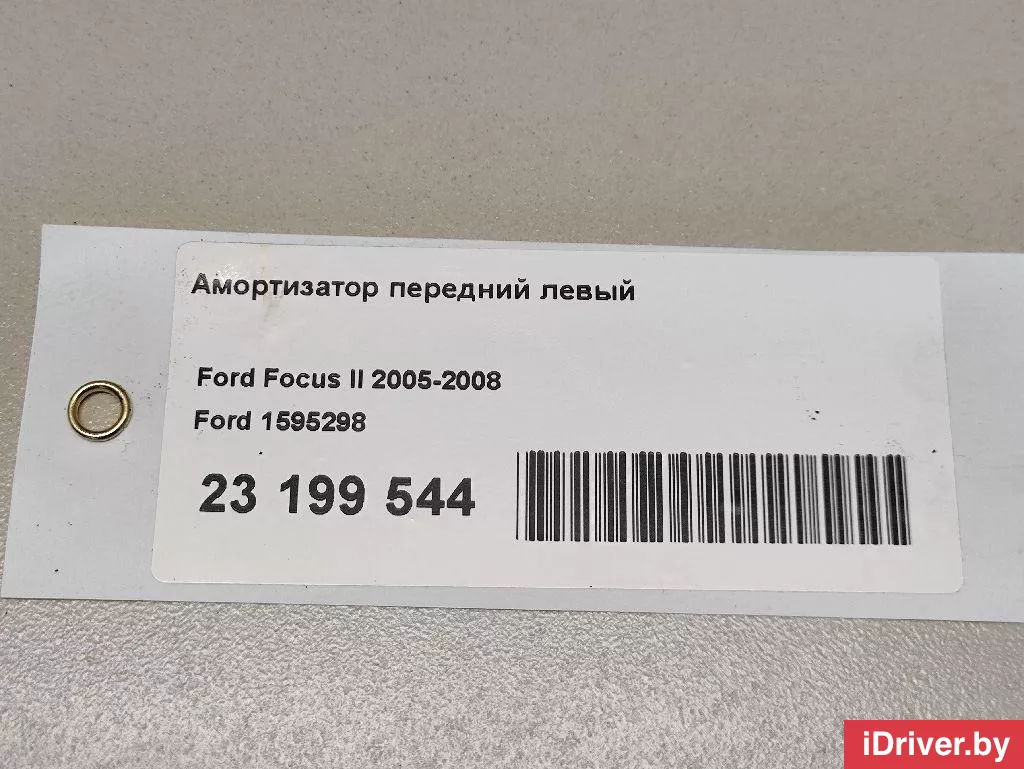 Амортизатор передний левый
Ford Focus II 2005-2008
Ford 1595298
23 199 544
iDriver.by